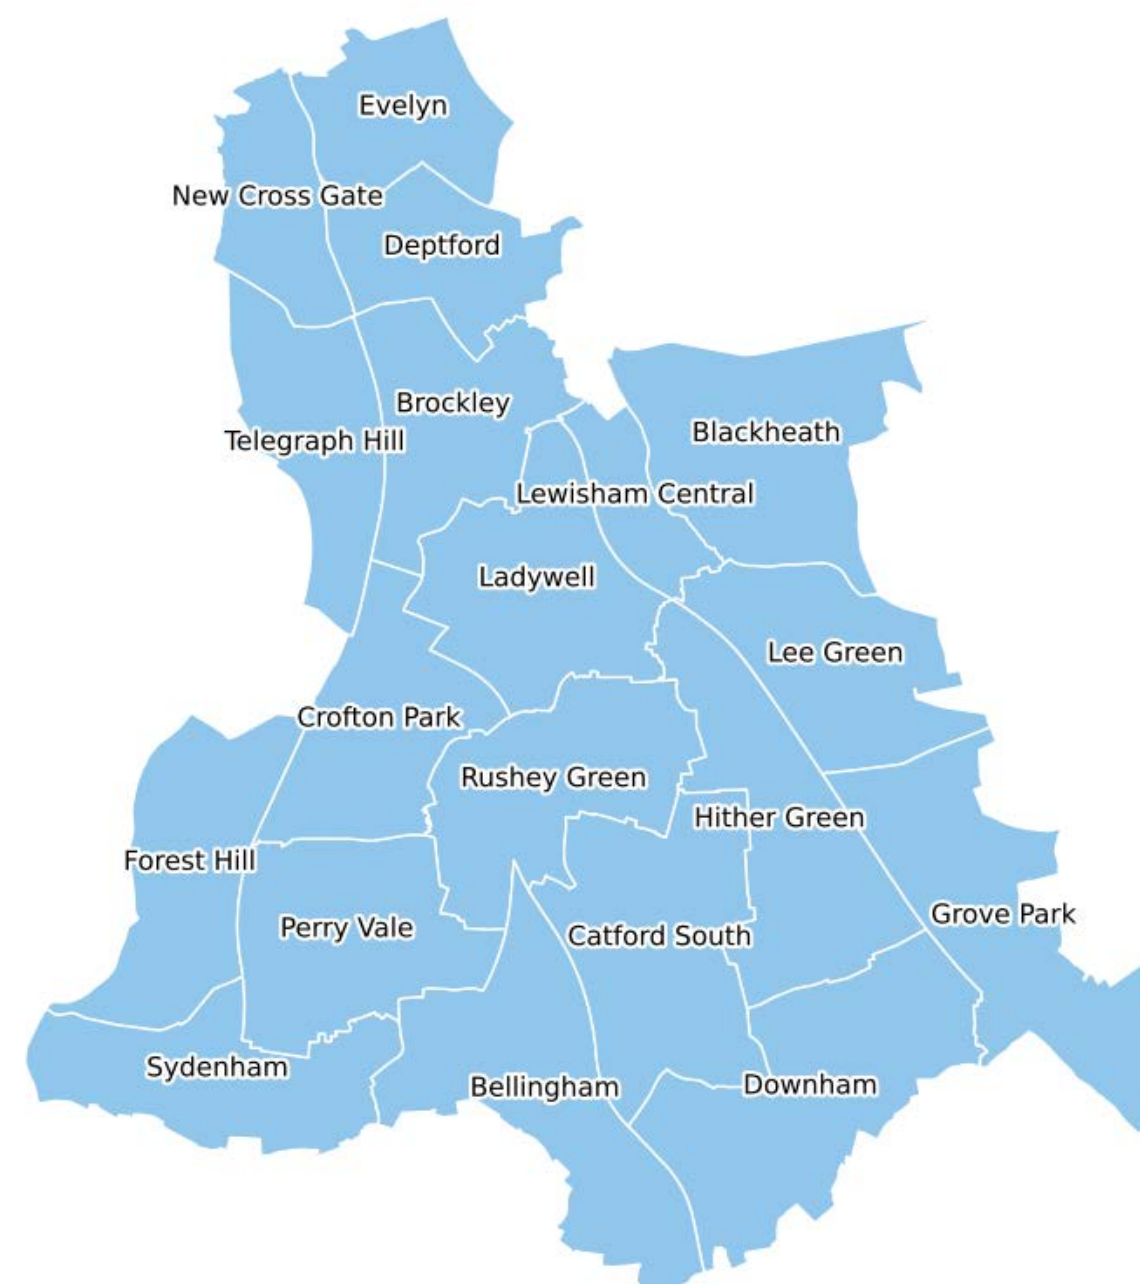 Evelyn
New Cross Gate
Deptford
Brockley
Blackheath
Telegraph Hill
Lewisham Central
Ladywell
Lee Green
Crofton Park
Rushey Green
Hither Green
Forest Hill
Grove Park
Perry Vale
Catford South
Sydenham
Bellingham
Downham